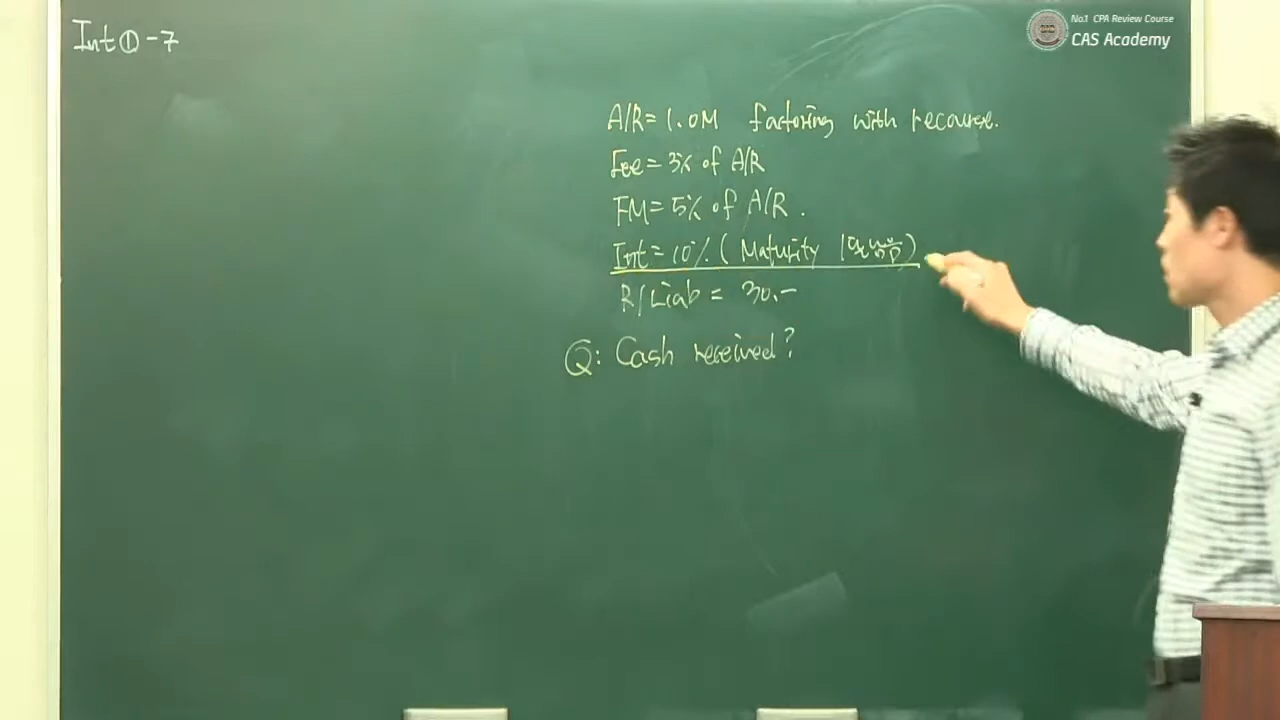 Int ① -7
No.1 CPA Review Course
CAS Academy
A/R = 1.0M factoring with recourse.
Fee = 3% of A/R
FM = 5% of A/R.
Int = 10% ( Maturity )
R/Liab = 30.-
Q: Cash received?